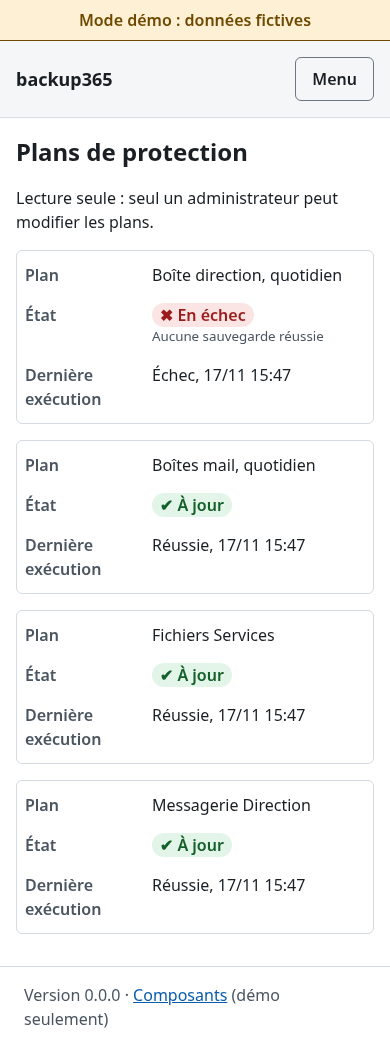 Mode démo : données fictives
backup365
Menu
Plans de protection
Lecture seule : seul un administrateur peut
modifier les plans.
Plan Boîte direction, quotidien
État ✖ En échec
Aucune sauvegarde réussie
Dernière Échec, 17/11 15:47
exécution
Plan Boîtes mail, quotidien
État ✔ À jour
Dernière Réussie, 17/11 15:47
exécution
Plan Fichiers Services
État ✔ À jour
Dernière Réussie, 17/11 15:47
exécution
Plan Messagerie Direction
État ✔ À jour
Dernière Réussie, 17/11 15:47
exécution
Version 0.0.0 · Composants (démo
seulement)